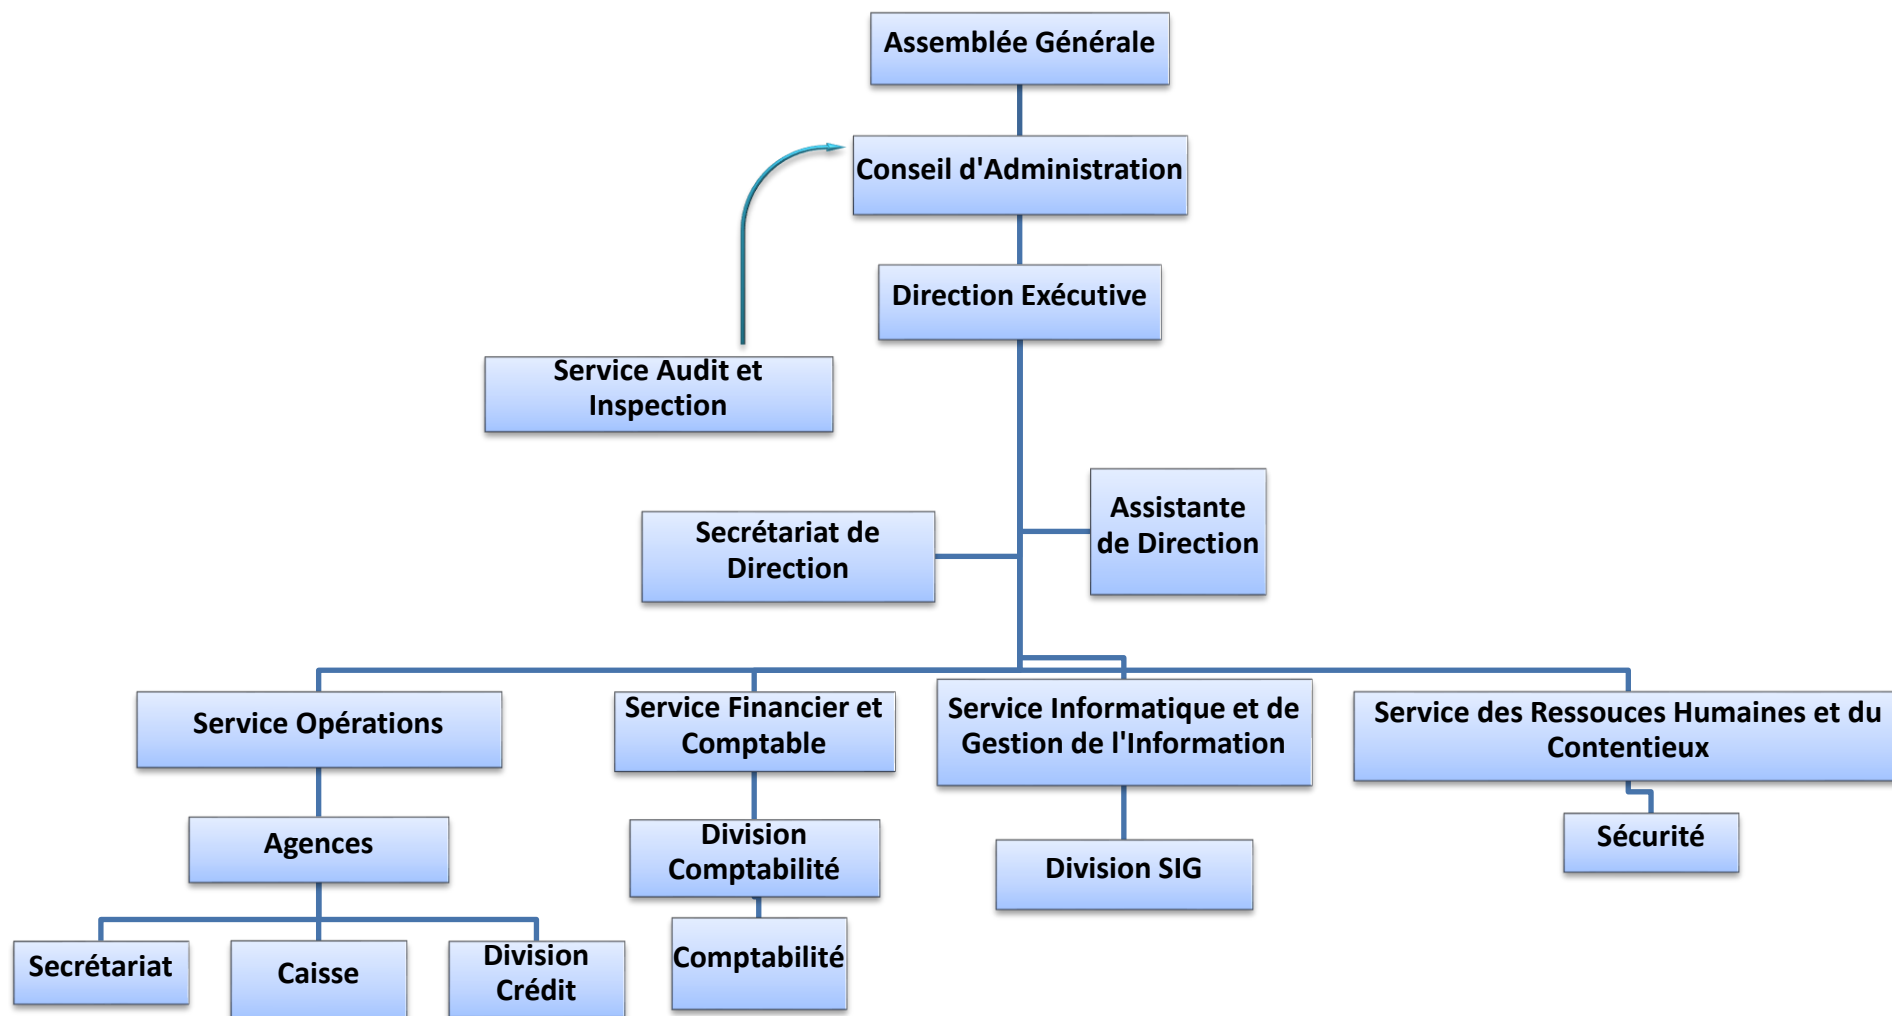 Assemblée Générale
Conseil d'Administration
Direction Exécutive
Service Audit et
Inspection
Assistante
de Direction
Secrétariat de
Direction
Service Opérations
Service Financier et
Comptable
Service Informatique et de
Gestion de l'Information
Service des Ressouces Humaines et du
Contentieux
Agences
Division
Comptabilité
Division SIG
Sécurité
Secrétariat
Caisse
Division
Crédit
Comptabilité